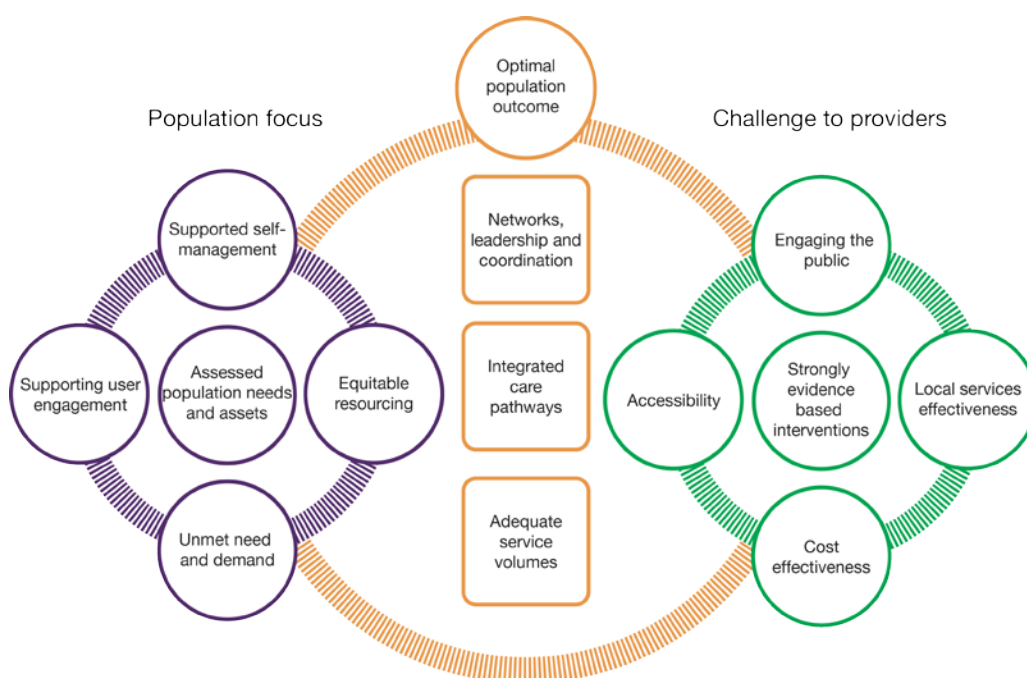 Optimal
population
outcome
Population focus
Challenge to providers
Supported self-
management
Networks,
leadership and
coordination
Engaging the
public
Supporting user
engagement
Assessed
population needs
and assets
Equitable
resourcing
Integrated
care
pathways
Accessibility
Strongly
evidence
based
interventions
Local services
effectiveness
Unmet need
and demand
Adequate
service
volumes
Cost
effectiveness